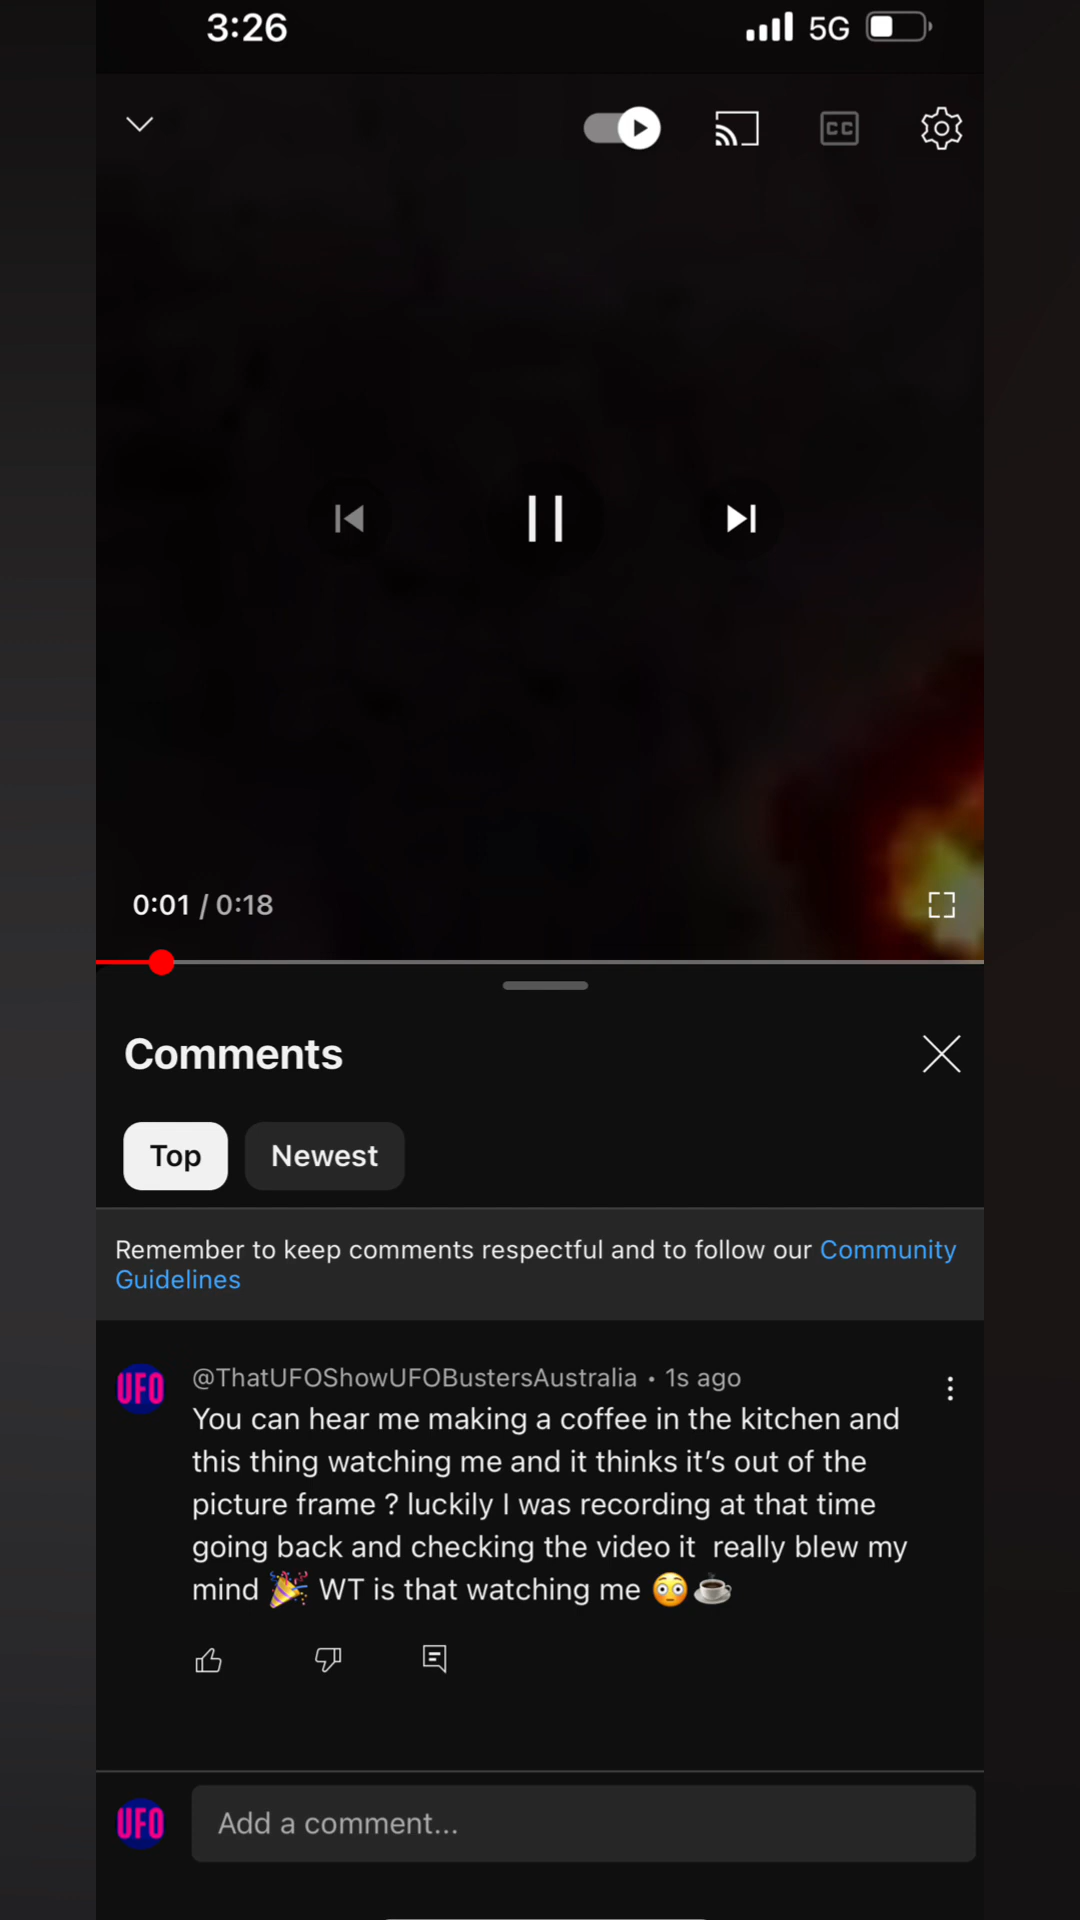 3:26
5G
CC
0:01 / 0:18
Comments
Top
Newest
Remember to keep comments respectful and to follow our Community
Guidelines
UFO
@ThatUFOShowUFOBustersAustralia • 1s ago
You can hear me making a coffee in the kitchen and
this thing watching me and it thinks it’s out of the
picture frame ? luckily I was recording at that time
going back and checking the video it  really blew my
mind 🎉 WT is that watching me 😳☕
UFO
Add a comment...